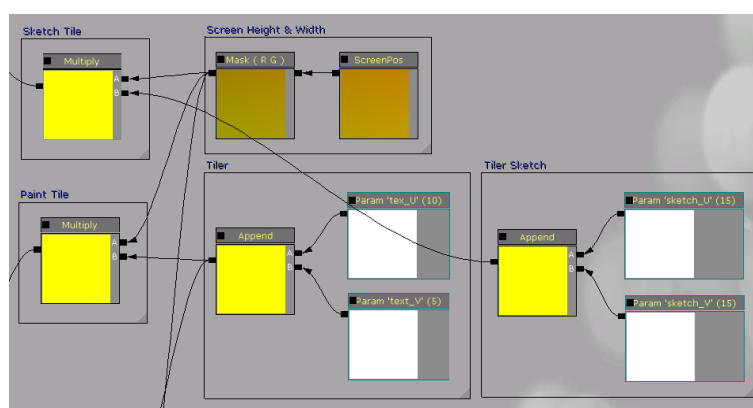 Sketch Tile
Multiply
A
B
Screen Height & Width
Mask ( R G )
ScreenPos
Paint Tile
Multiply
A
B
Tiler
Append
A
B
Param 'tex_U' (10)
Param 'text_V' (5)
Tiler Sketch
Append
A
B
Param 'sketch_U' (15)
Param 'sketch_V' (15)